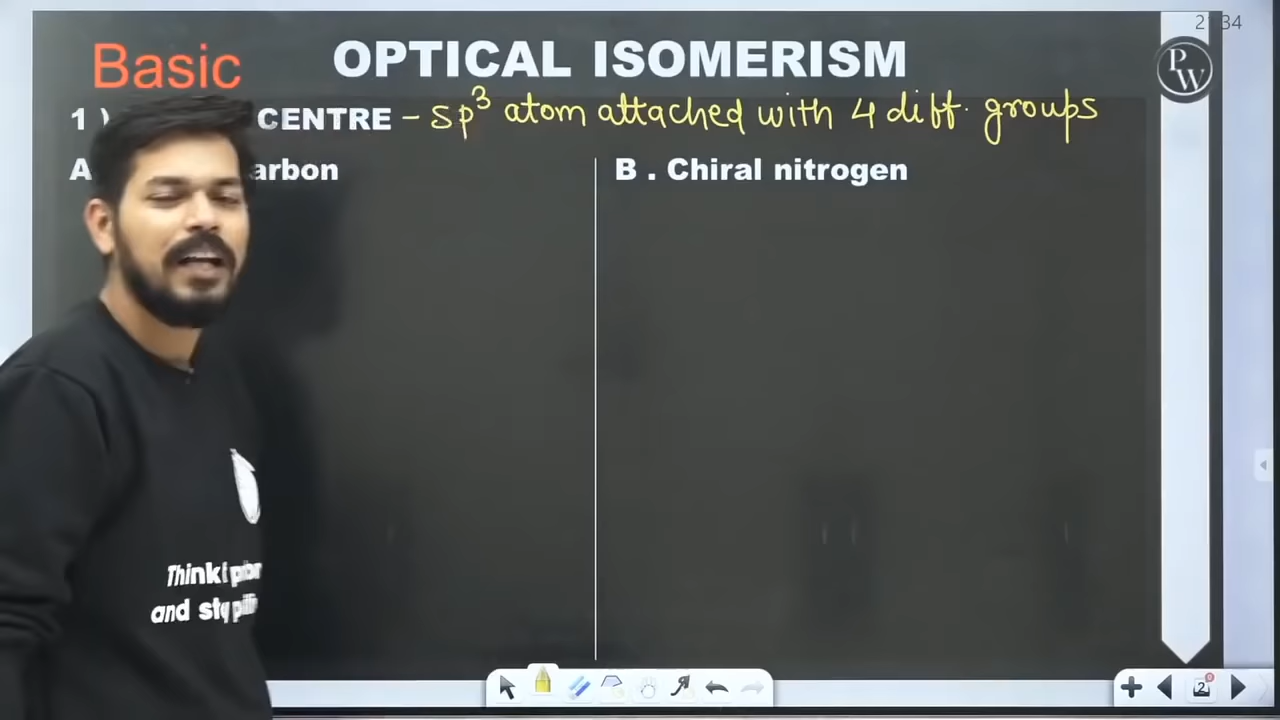 21:34
Basic OPTICAL ISOMERISM
PW
1) CENTRE - sp³ atom attached with 4 diff. groups
A arbon
B . Chiral nitrogen
Think
and
2